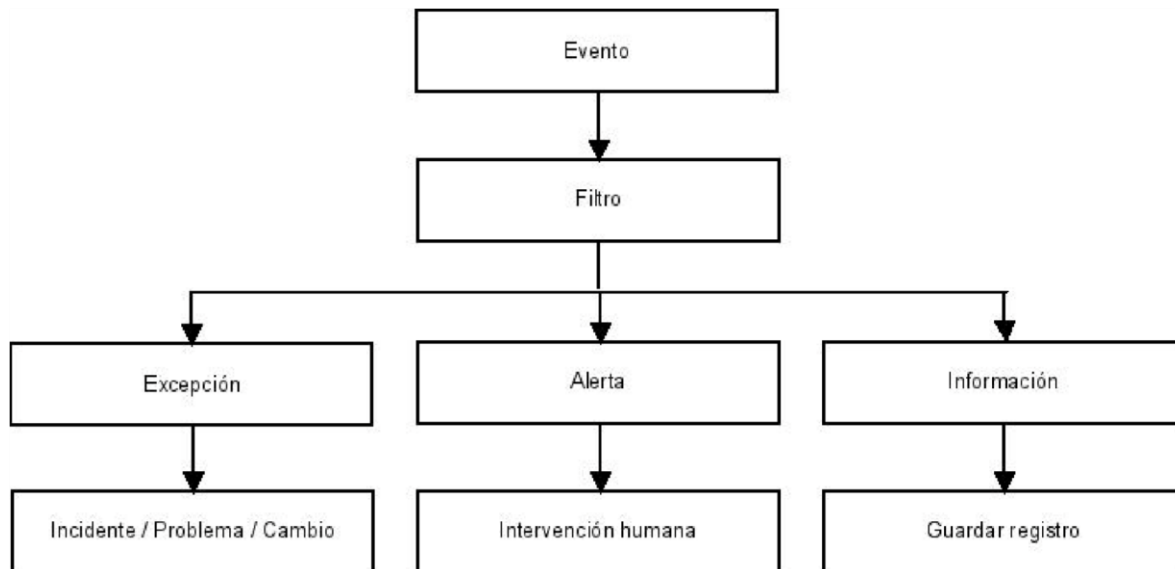 Evento
Filtro
Excepción
Alerta
Información
Incidente / Problema / Cambio
Intervención humana
Guardar registro